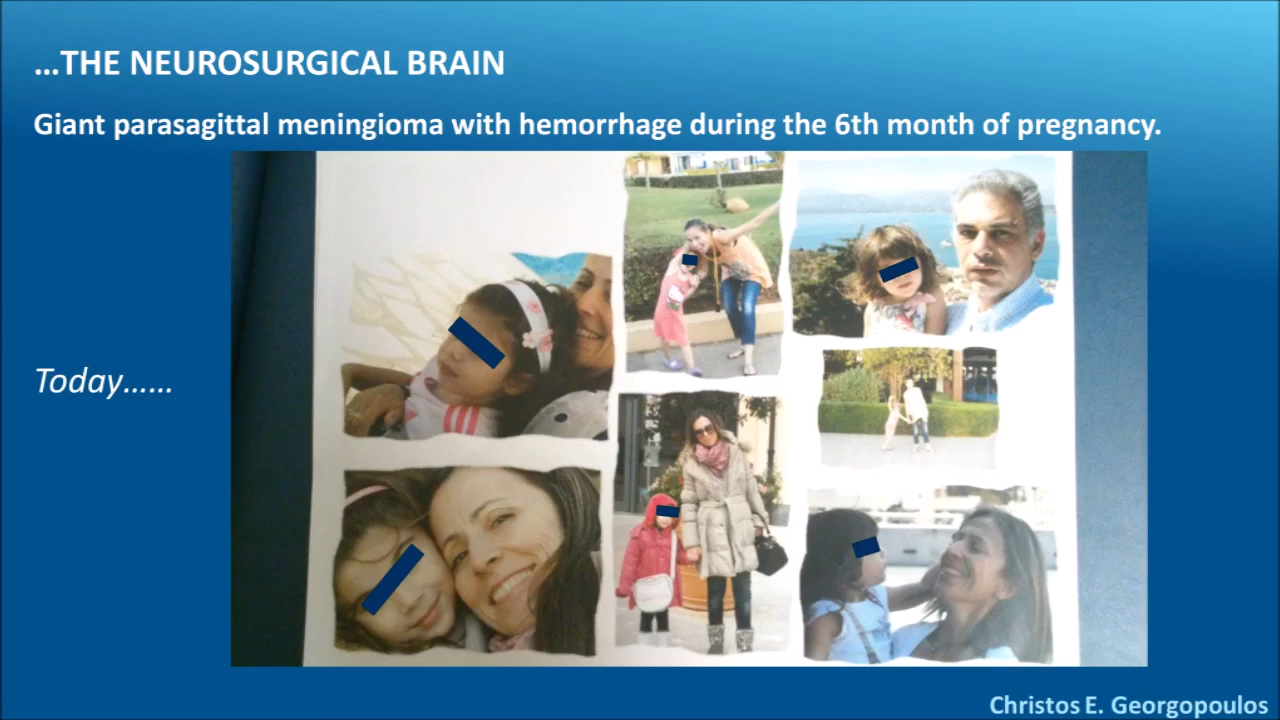 …THE NEUROSURGICAL BRAIN
Giant parasagittal meningioma with hemorrhage during the 6th month of pregnancy.
Today……
Christos E. Georgopoulos